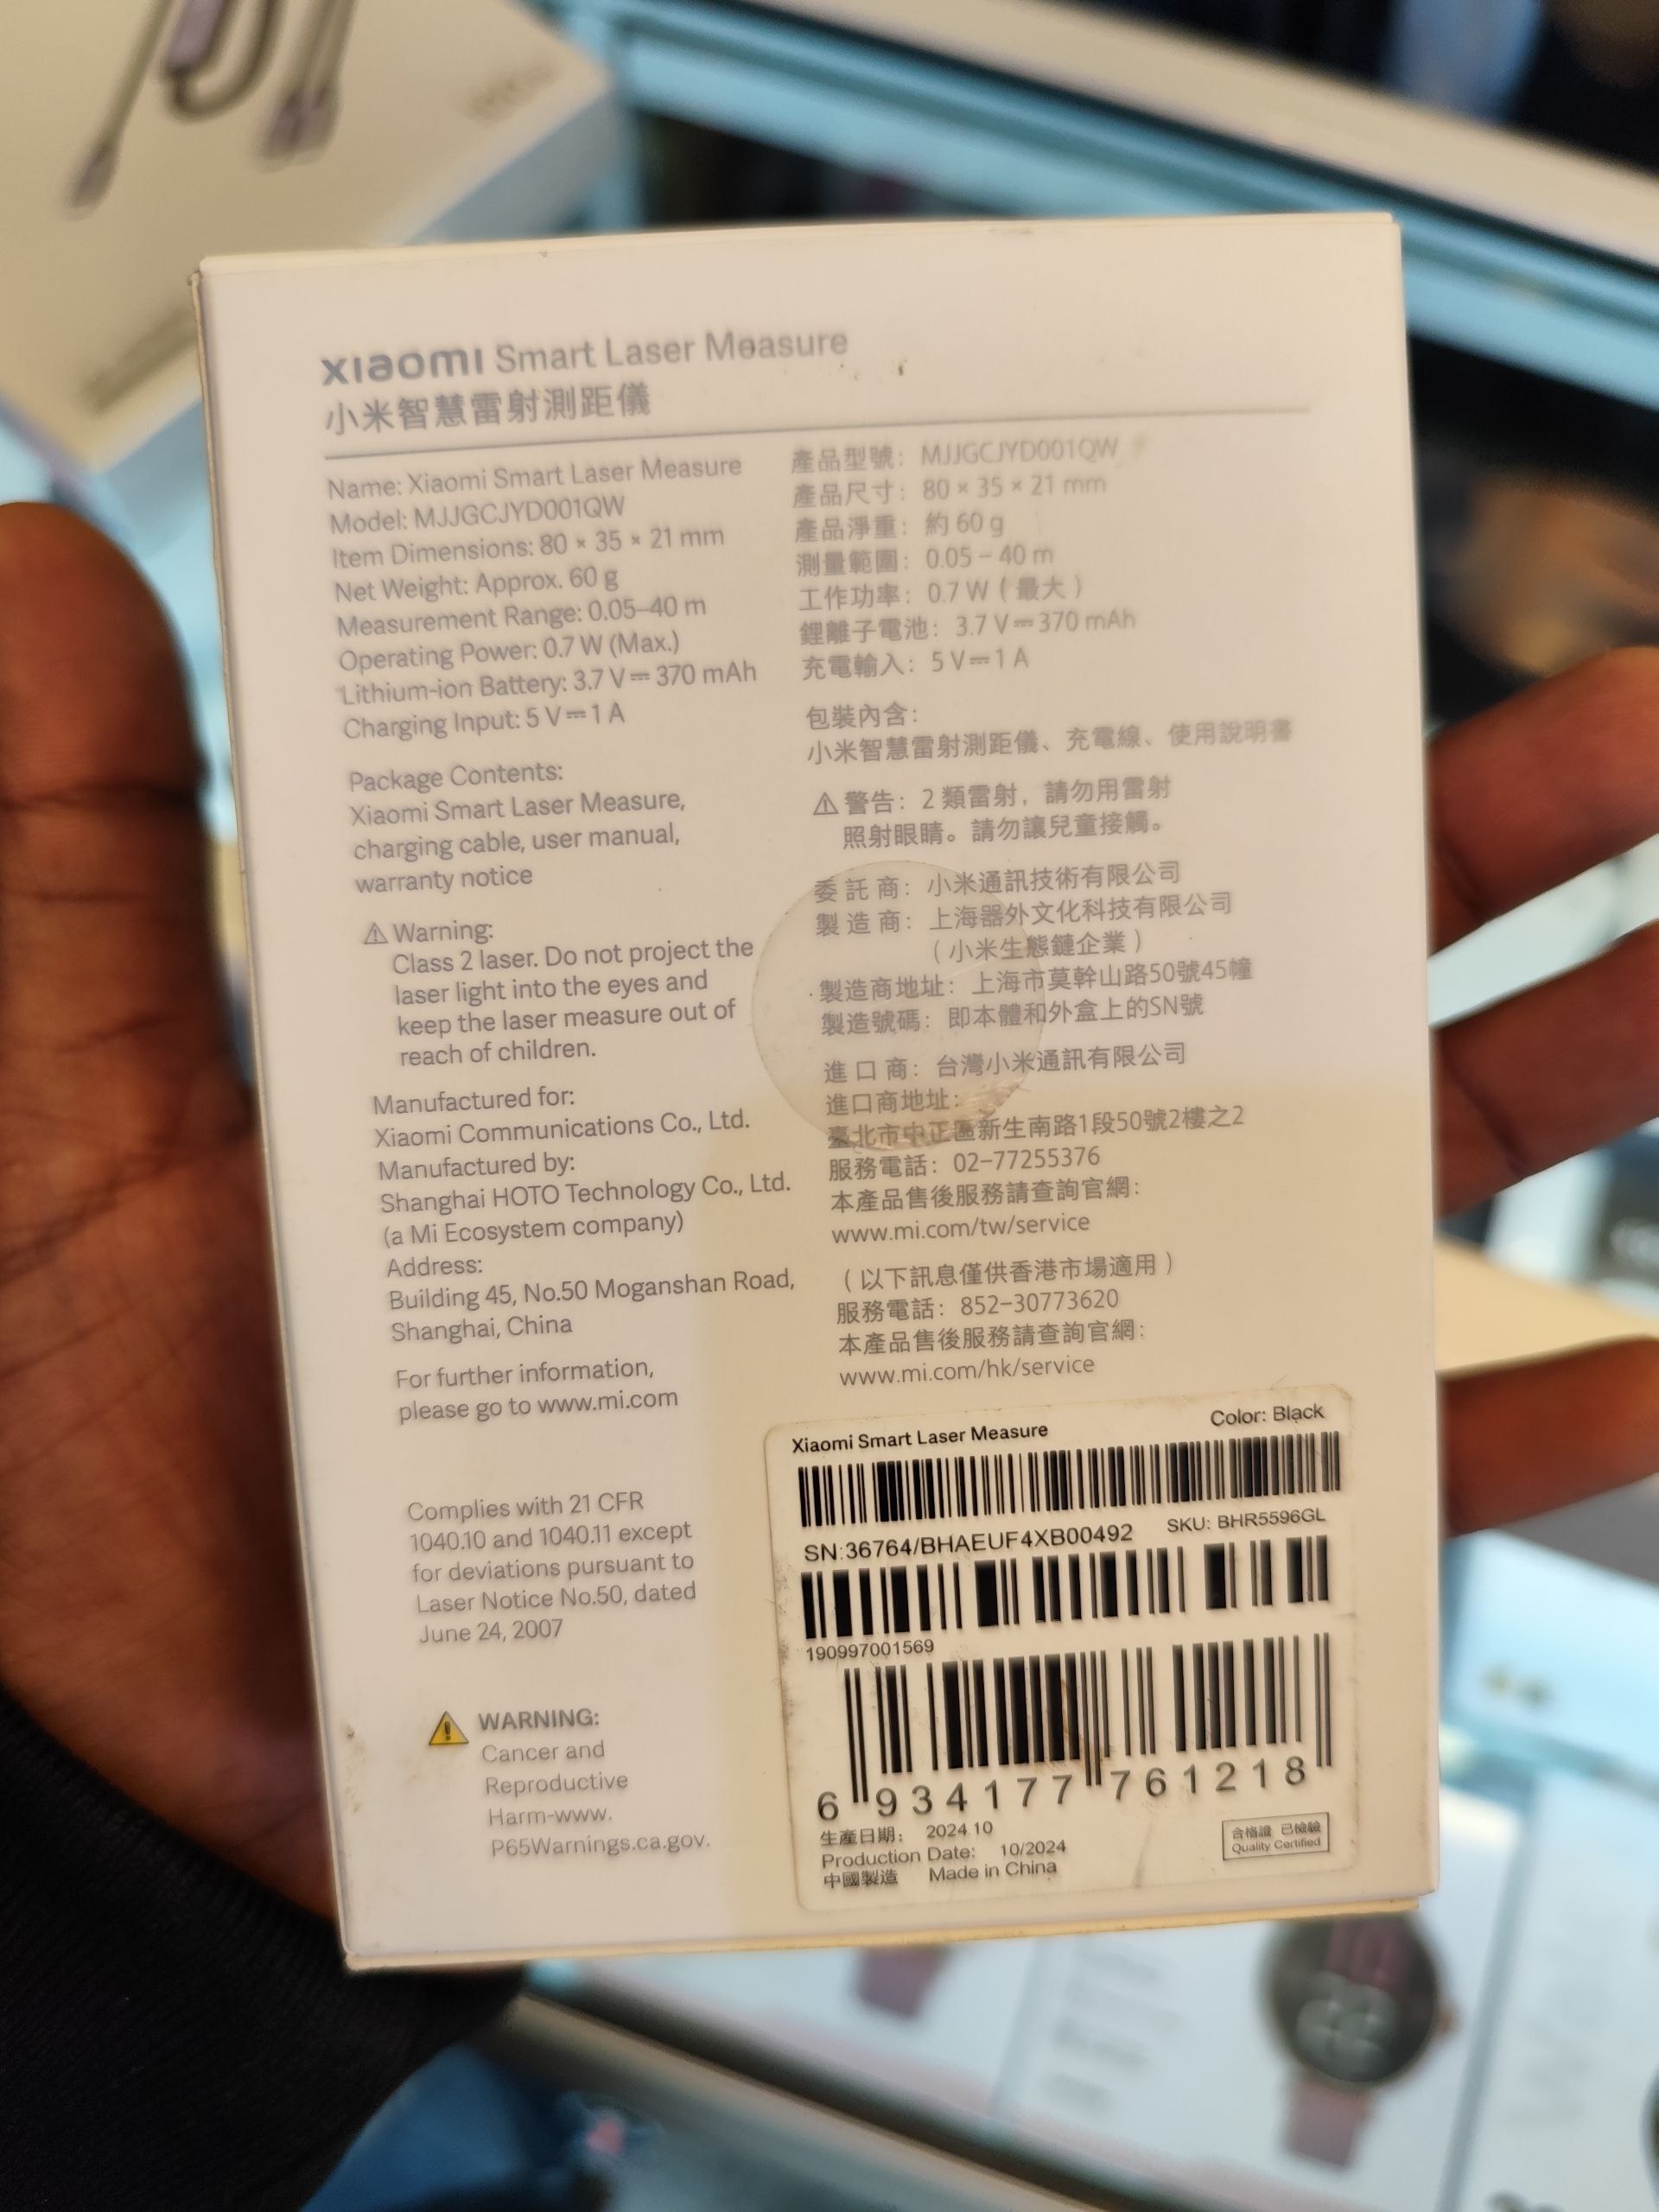 xiaomi Smart Laser Measure
小米智慧雷射測距儀
Name: Xiaomi Smart Laser Measure
Model: MJJGCJYD001QW
Item Dimensions: 80 × 35 × 21 mm
Net Weight: Approx. 60 g
Measurement Range: 0.05–40 m
Operating Power: 0.7 W (Max.)
Lithium-ion Battery: 3.7 V⎓370 mAh
Charging Input: 5 V⎓1 A
Package Contents:
Xiaomi Smart Laser Measure,
charging cable, user manual,
warranty notice
⚠ Warning:
Class 2 laser. Do not project the
laser light into the eyes and
keep the laser measure out of
reach of children.
Manufactured for:
Xiaomi Communications Co., Ltd.
Manufactured by:
Shanghai HOTO Technology Co., Ltd.
(a Mi Ecosystem company)
Address:
Building 45, No.50 Moganshan Road,
Shanghai, China
For further information,
please go to www.mi.com
Complies with 21 CFR
1040.10 and 1040.11 except
for deviations pursuant to
Laser Notice No.50, dated
June 24, 2007
⚠ WARNING:
Cancer and
Reproductive
Harm-www.
P65Warnings.ca.gov.
產品型號：MJJGCJYD001QW
產品尺寸：80 × 35 × 21 mm
產品淨重：約 60 g
測量範圍：0.05 – 40 m
工作功率：0.7 W（最大）
鋰離子電池：3.7 V⎓370 mAh
充電輸入：5 V⎓1 A
包裝內含：
小米智慧雷射測距儀、充電線、使用說明書
⚠ 警告：2 類雷射，請勿用雷射
照射眼睛。請勿讓兒童接觸。
委 託 商：小米通訊技術有限公司
製 造 商：上海器外文化科技有限公司
（小米生態鏈企業）
製造商地址：上海市莫幹山路50號45幢
製造號碼：即本體和外盒上的SN號
進 口 商：台灣小米通訊有限公司
進口商地址：
臺北市中正區新生南路1段50號2樓之2
服務電話：02-77255376
本產品售後服務請查詢官網：
www.mi.com/tw/service
（以下訊息僅供香港市場適用）
服務電話：852-30773620
本產品售後服務請查詢官網：
www.mi.com/hk/service
Xiaomi Smart Laser Measure Color: Black
SN:36764/BHAEUF4XB00492 SKU: BHR5596GL
190997001569
6 934177 761218
生產日期： 2024.10
Production Date: 10/2024
中國製造 Made in China
合格證 已檢驗
Quality Certified